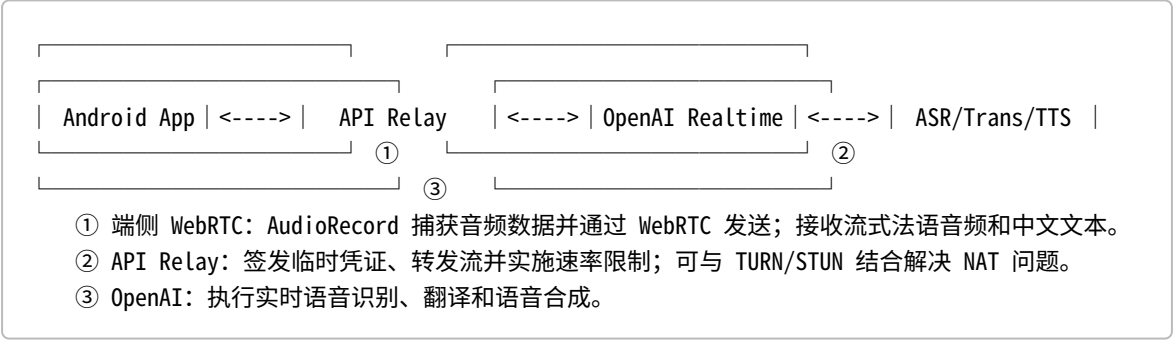 | Android App |<---->| API Relay |<---->| OpenAI Realtime |<---->| ASR/Trans/TTS |
① ②
③
① 端侧 WebRTC：AudioRecord 捕获音频数据并通过 WebRTC 发送；接收流式法语音频和中文文本。
② API Relay：签发临时凭证、转发流并实施速率限制；可与 TURN/STUN 结合解决 NAT 问题。
③ OpenAI：执行实时语音识别、翻译和语音合成。